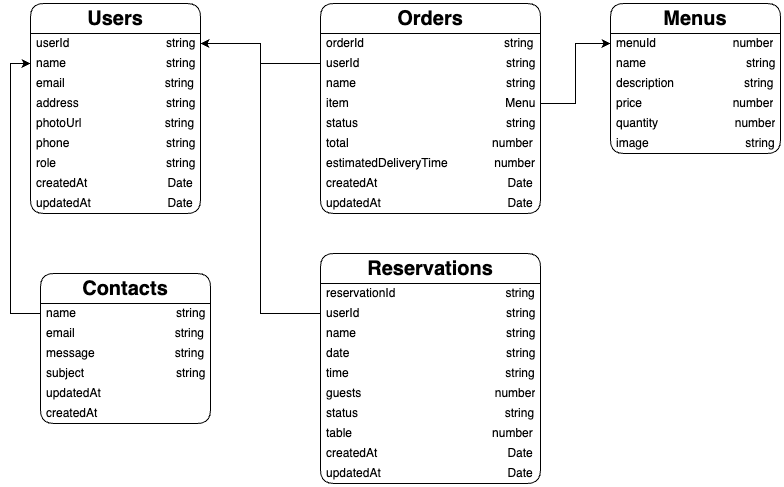 Users
userId string
name string
email string
address string
photoUrl string
phone string
role string
createdAt Date
updatedAt Date
Orders
orderId string
userId string
name string
item Menu
status string
total number
estimatedDeliveryTime number
createdAt Date
updatedAt Date
Menus
menuId number
name string
description string
price number
quantity number
image string
Contacts
name string
email string
message string
subject string
updatedAt
createdAt
Reservations
reservationId string
userId string
name string
date string
time string
guests number
status string
table number
createdAt Date
updatedAt Date